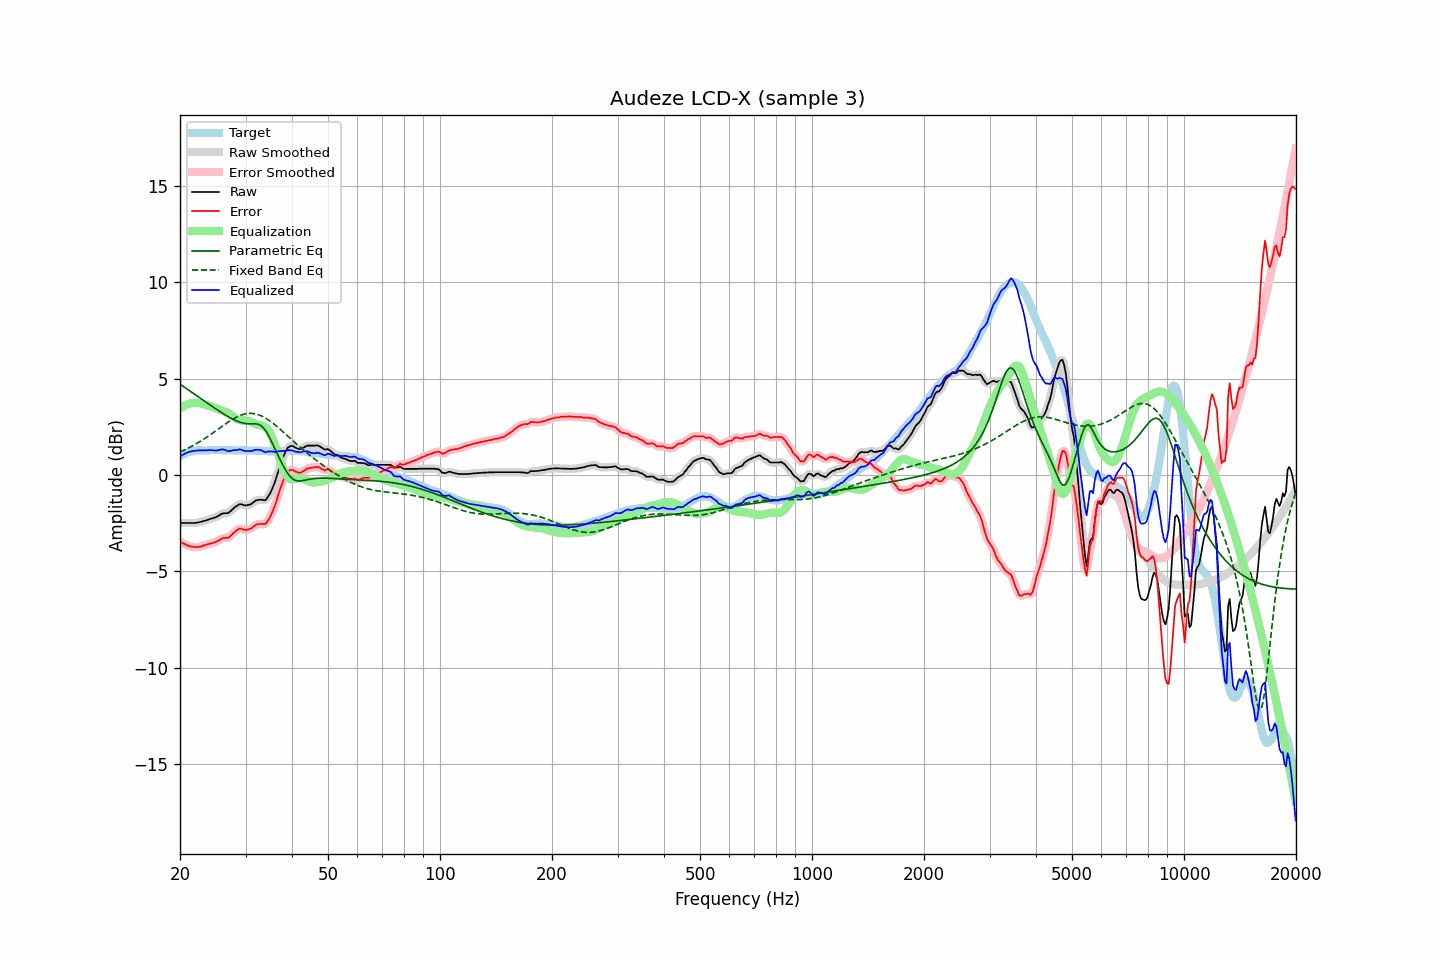 Audeze LCD-X (sample 3)
Target
Raw Smoothed
Error Smoothed
Raw
Error
Equalization
Parametric Eq
Fixed Band Eq
Equalized
15
10
5
0
−5
−10
−15
Amplitude (dBr)
20
50
100
200
500
1000
2000
5000
10000
20000
Frequency (Hz)